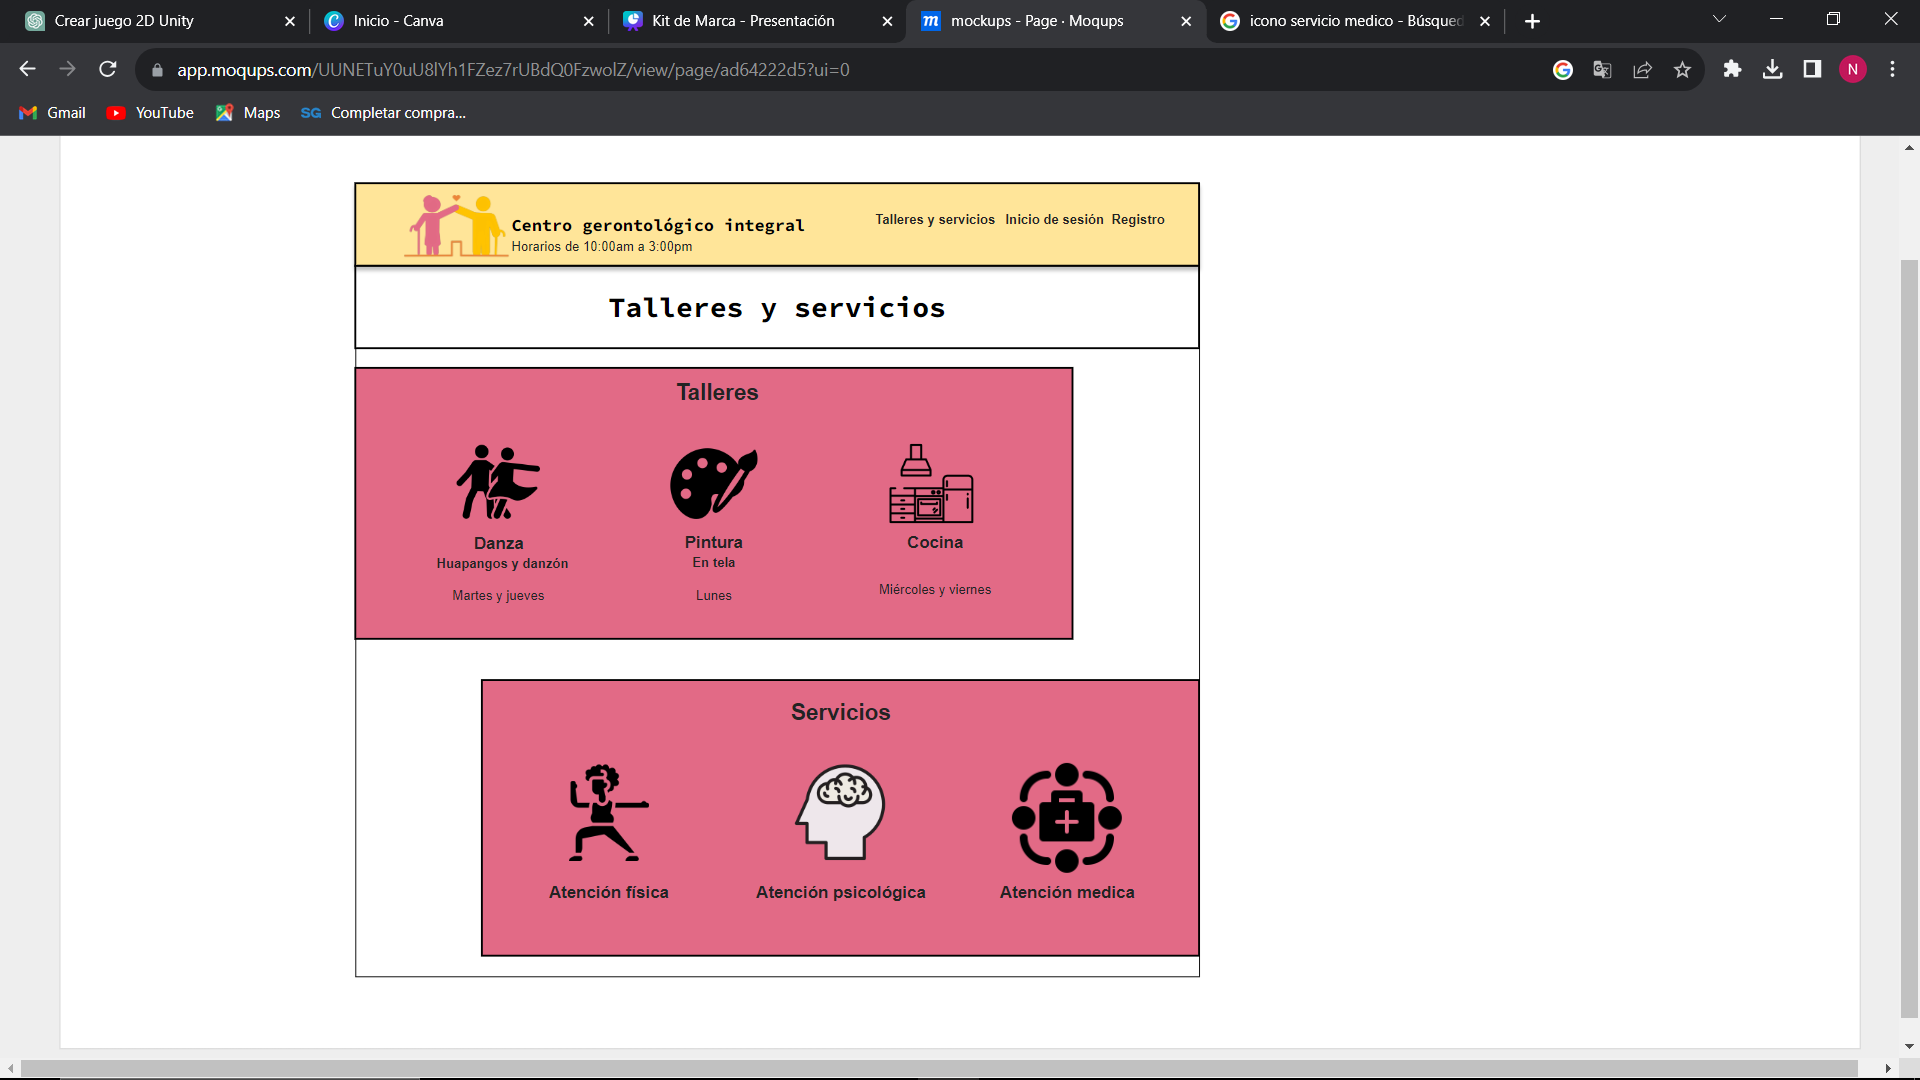 Crear juego 2D Unity
Inicio - Canva
Kit de Marca - Presentación
mockups - Page · Moqups
icono servicio medico - Búsqued
app.moqups.com/UUNETuY0uU8lYh1FZez7rUBdQ0FzwolZ/view/page/ad64222d5?ui=0
N
Gmail
YouTube
Maps
SG Completar compra...
Centro gerontológico integral
Horarios de 10:00am a 3:00pm
Talleres y servicios Inicio de sesión Registro
Talleres y servicios
Talleres
Danza
Huapangos y danzón
Martes y jueves
Pintura
En tela
Lunes
Cocina
Miércoles y viernes
Servicios
Atención física
Atención psicológica
Atención medica